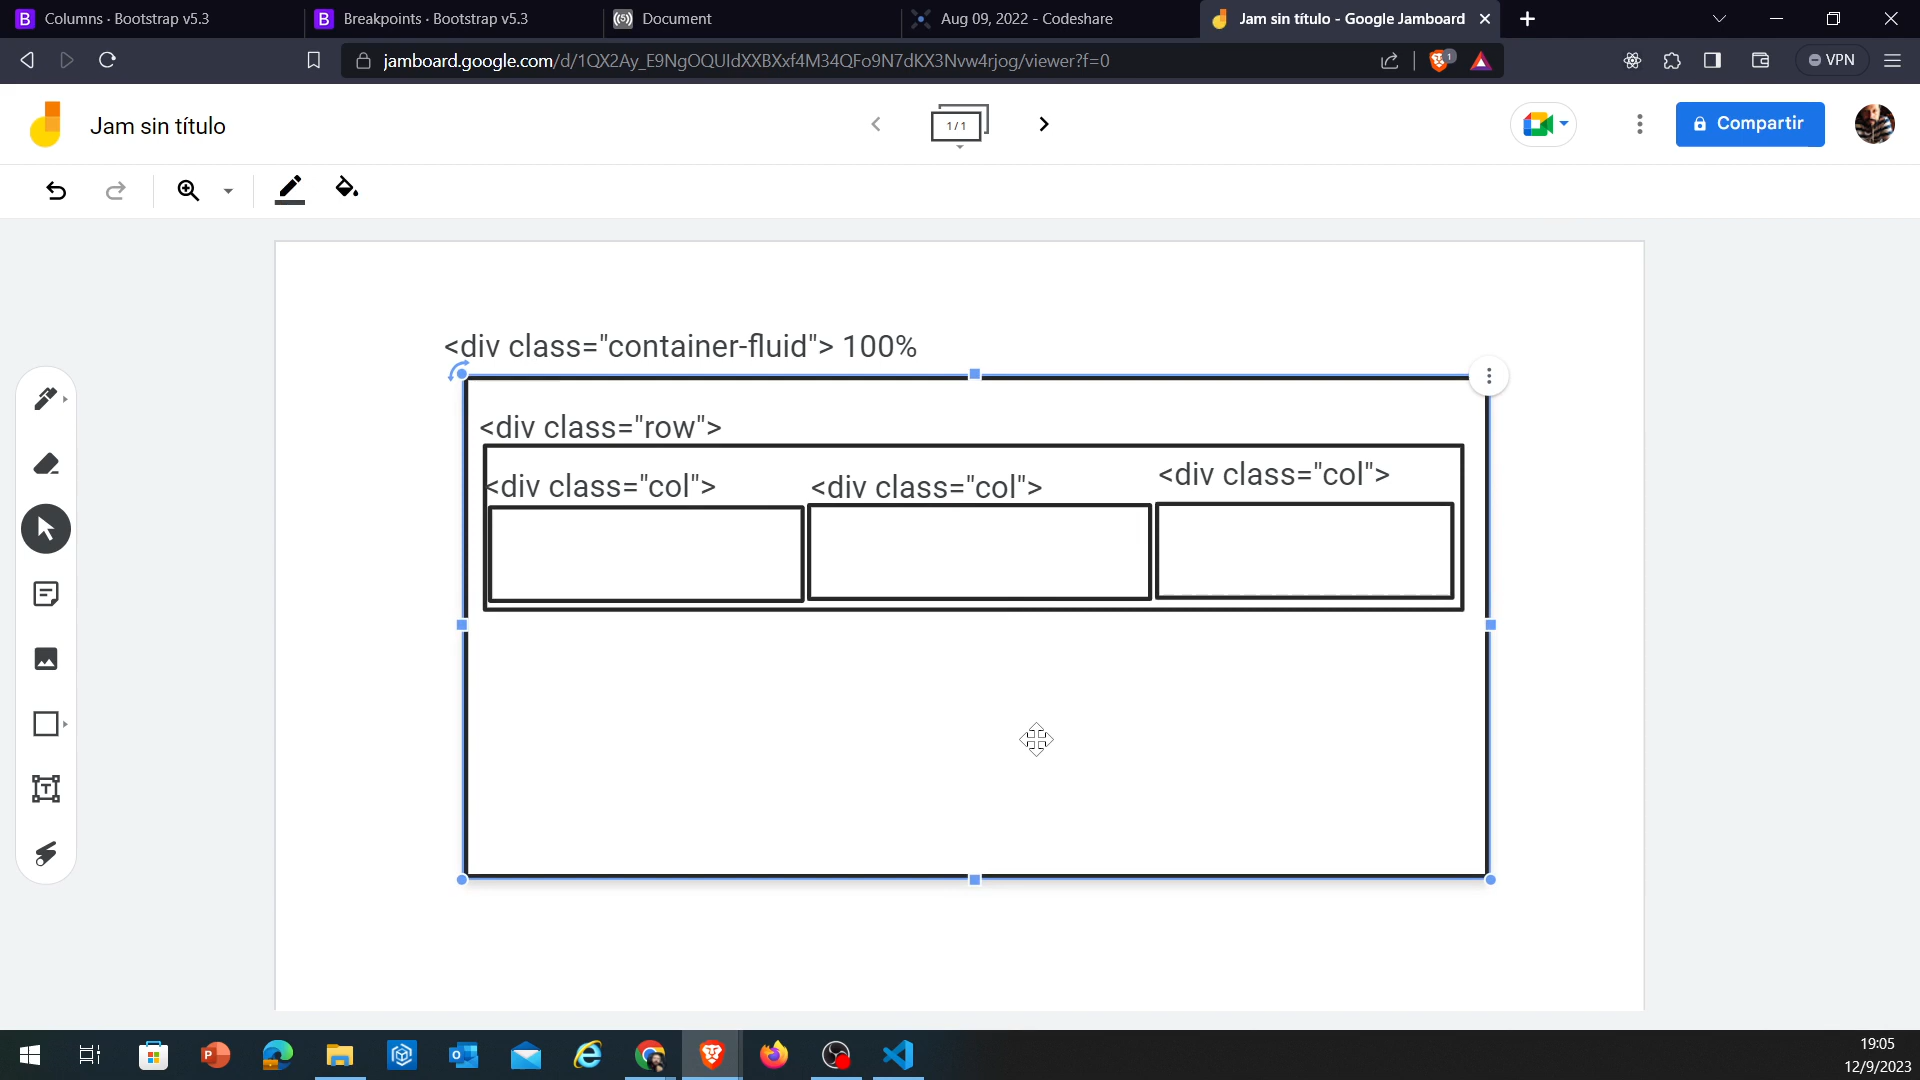 Columns · Bootstrap v5.3
Breakpoints · Bootstrap v5.3
Document
Aug 09, 2022 - Codeshare
Jam sin título - Google Jamboard
jamboard.google.com/d/1QX2Ay_E9NgOQUIdXXBXxf4M34QFo9N7dKX3Nvw4rjog/viewer?f=0
1
VPN
Jam sin título
1/1
Compartir
<div class="container-fluid"> 100%
<div class="row">
<div class="col">
<div class="col">
<div class="col">
19:05
12/9/2023